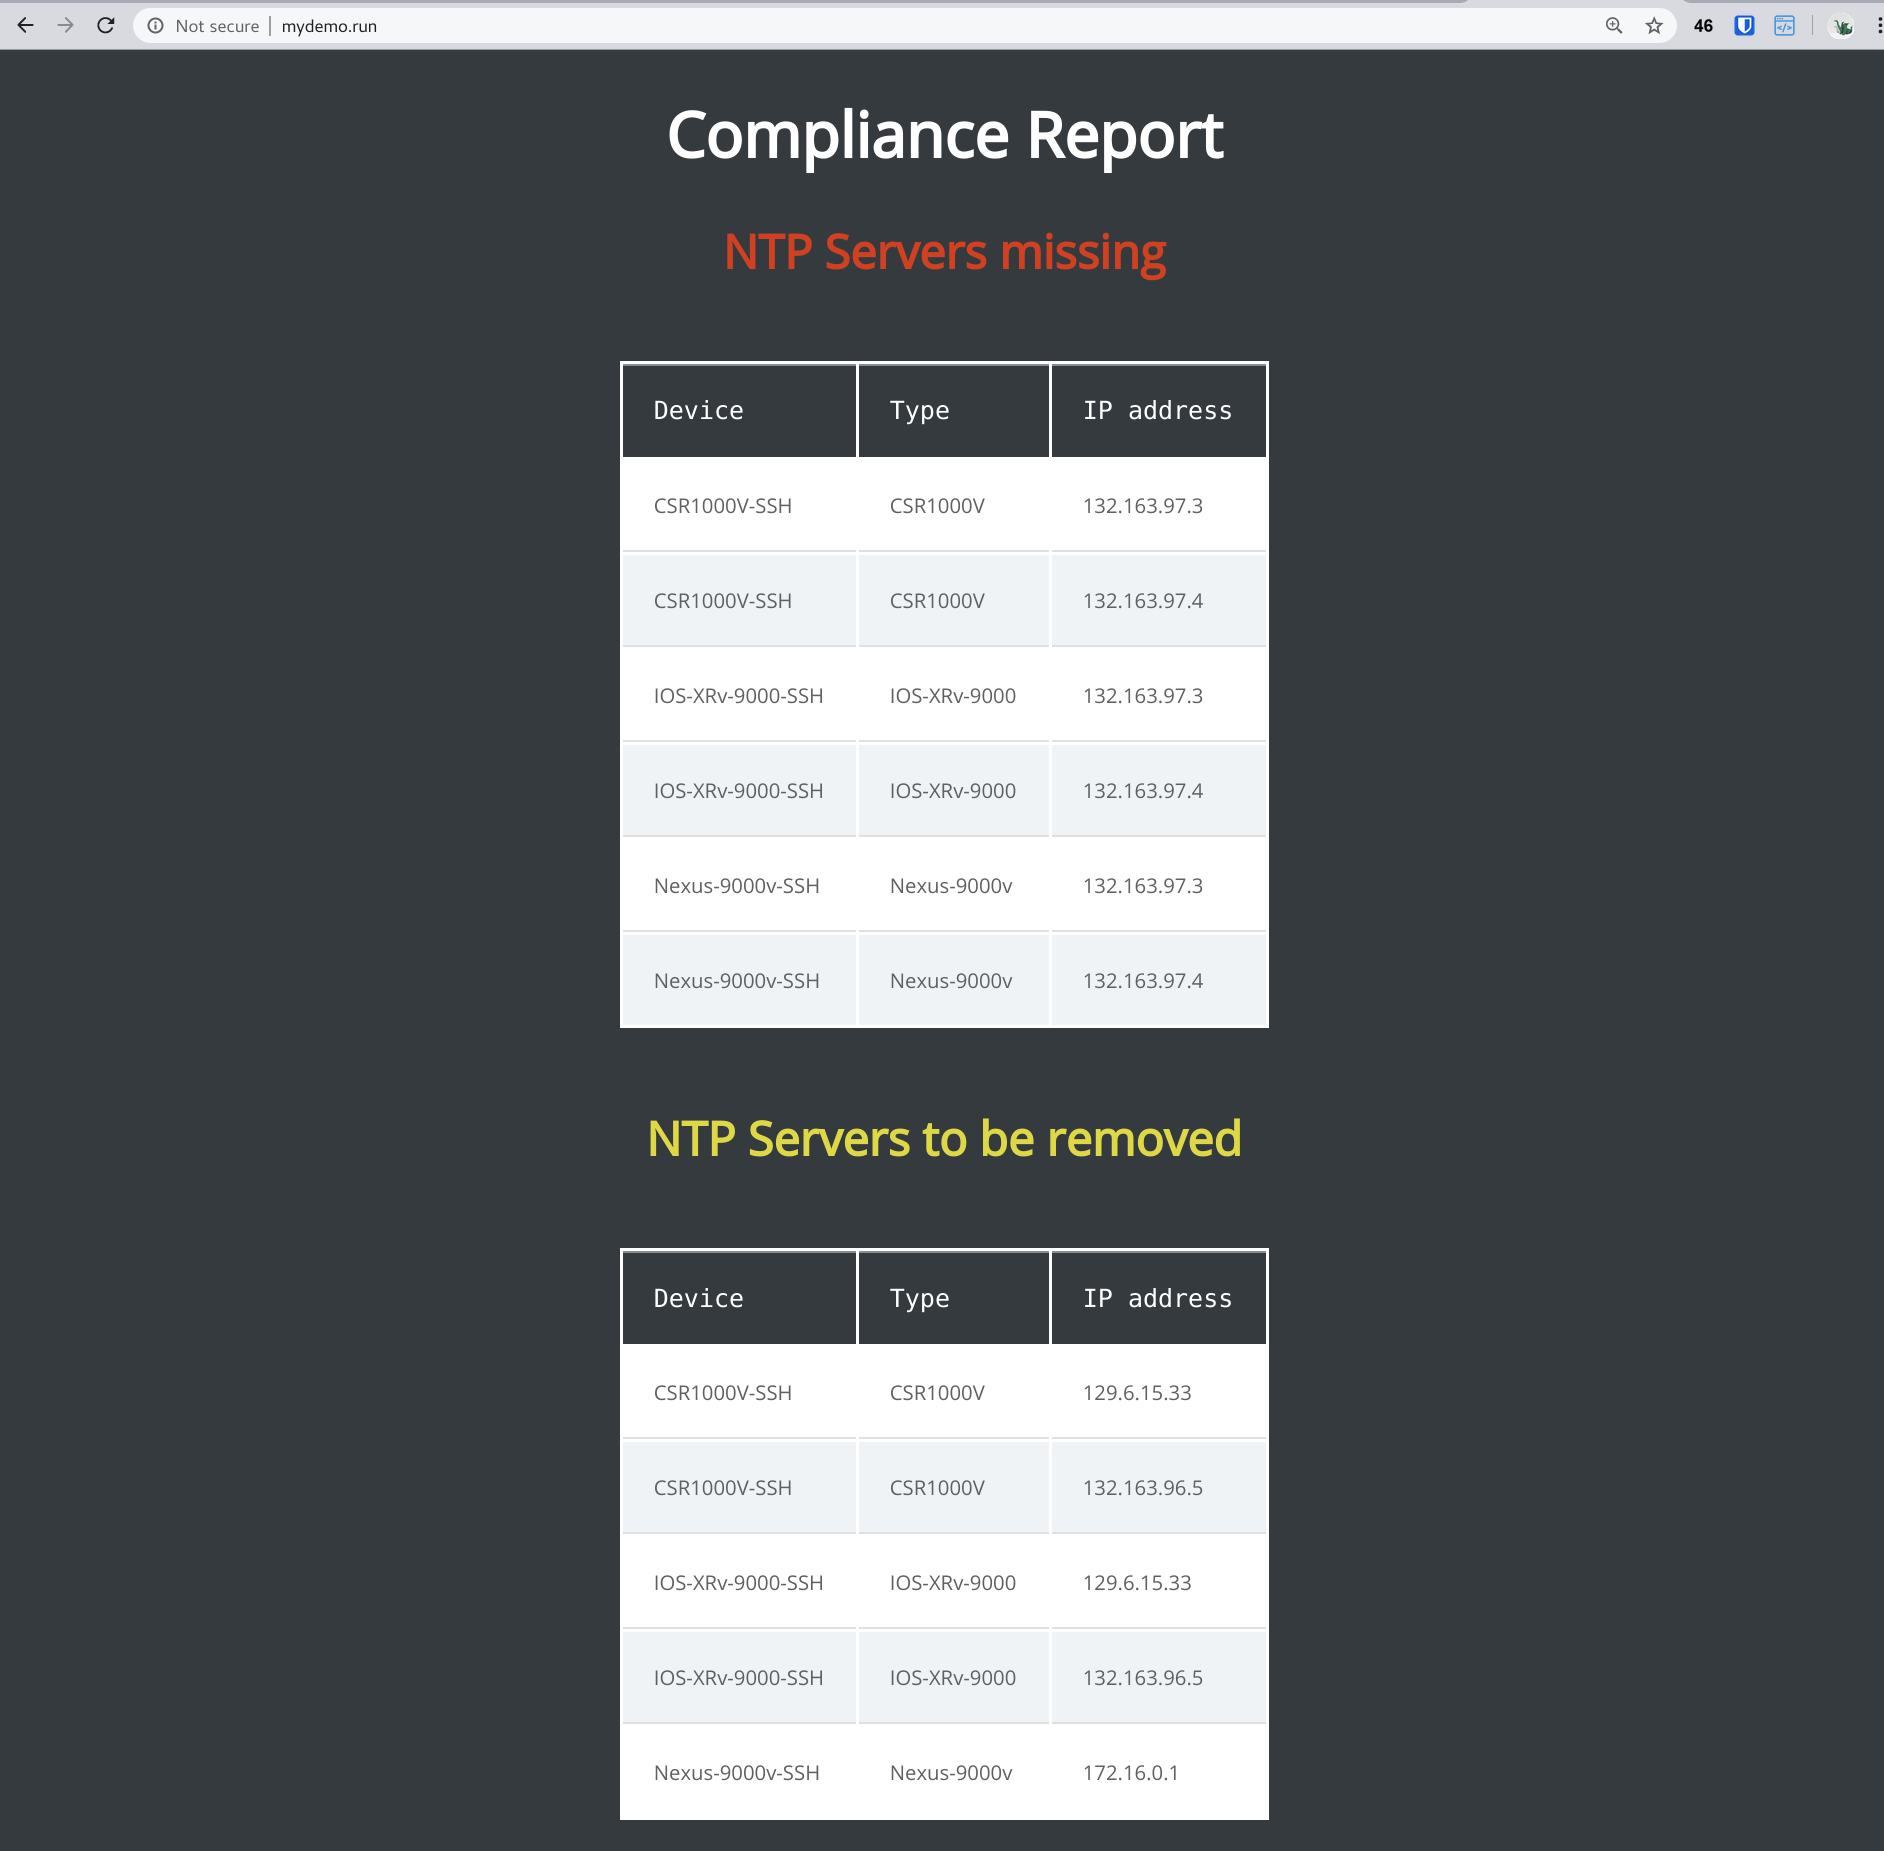 Not secure | mydemo.run 46
Compliance Report
NTP Servers missing
Device Type IP address
CSR1000V-SSH CSR1000V 132.163.97.3
CSR1000V-SSH CSR1000V 132.163.97.4
IOS-XRv-9000-SSH IOS-XRv-9000 132.163.97.3
IOS-XRv-9000-SSH IOS-XRv-9000 132.163.97.4
Nexus-9000v-SSH Nexus-9000v 132.163.97.3
Nexus-9000v-SSH Nexus-9000v 132.163.97.4
NTP Servers to be removed
Device Type IP address
CSR1000V-SSH CSR1000V 129.6.15.33
CSR1000V-SSH CSR1000V 132.163.96.5
IOS-XRv-9000-SSH IOS-XRv-9000 129.6.15.33
IOS-XRv-9000-SSH IOS-XRv-9000 132.163.96.5
Nexus-9000v-SSH Nexus-9000v 172.16.0.1